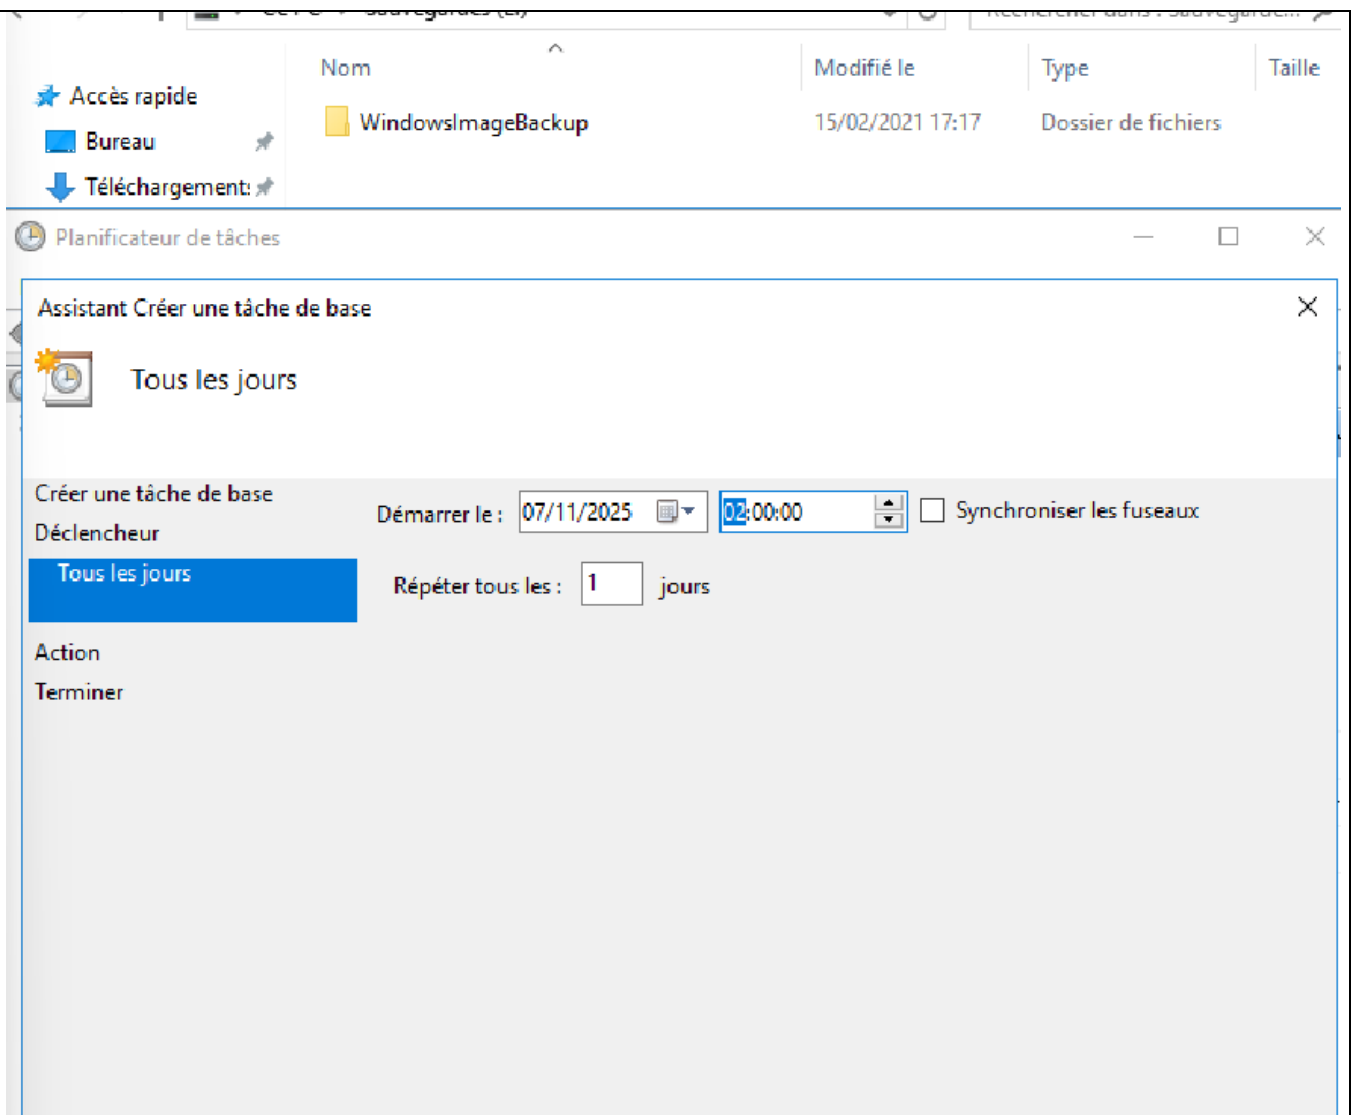 Nom Modifié le Type Taille
Accès rapide
WindowsImageBackup 15/02/2021 17:17 Dossier de fichiers
Bureau
Téléchargement
Planificateur de tâches
Assistant Créer une tâche de base
Tous les jours
Créer une tâche de base
Démarrer le : 07/11/2025 02:00:00 Synchroniser les fuseaux
Déclencheur
Tous les jours
Répéter tous les : 1 jours
Action
Terminer